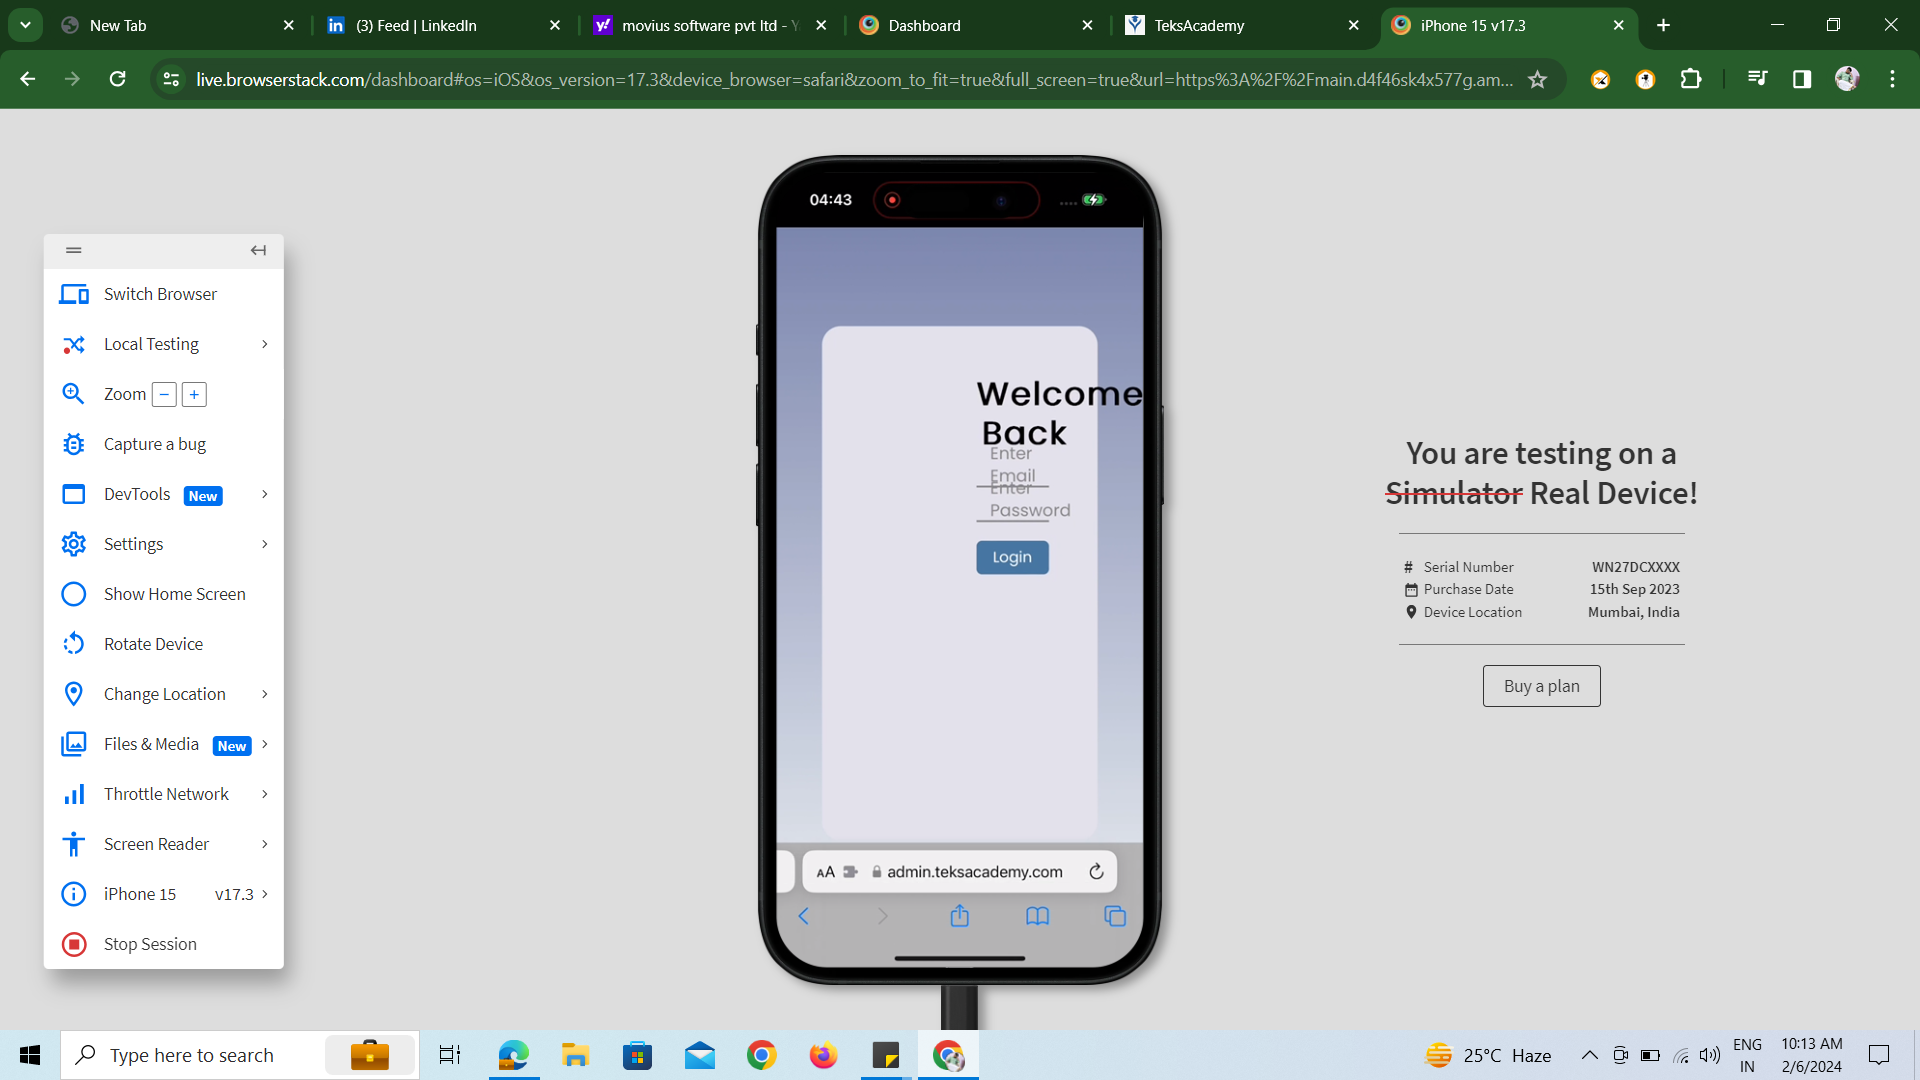 New Tab
(3) Feed | LinkedIn
movius software pvt ltd - Y
Dashboard
TeksAcademy
iPhone 15 v17.3
live.browserstack.com/dashboard#os=iOS&os_version=17.3&device_browser=safari&zoom_to_fit=true&full_screen=true&url=https%3A%2F%2Fmain.d4f46sk4x577g.am...
Switch Browser
Local Testing
Zoom - +
Capture a bug
DevTools New
Settings
Show Home Screen
Rotate Device
Change Location
Files & Media New
Throttle Network
Screen Reader
iPhone 15 v17.3
Stop Session
04:43
Welcome
Back
Enter
Email
Enter
Password
Login
AA admin.teksacademy.com
You are testing on a
Simulator Real Device!
# Serial Number WN27DCXXXX
Purchase Date 15th Sep 2023
Device Location Mumbai, India
Buy a plan
Type here to search
25°C Haze
ENG
IN
10:13 AM
2/6/2024